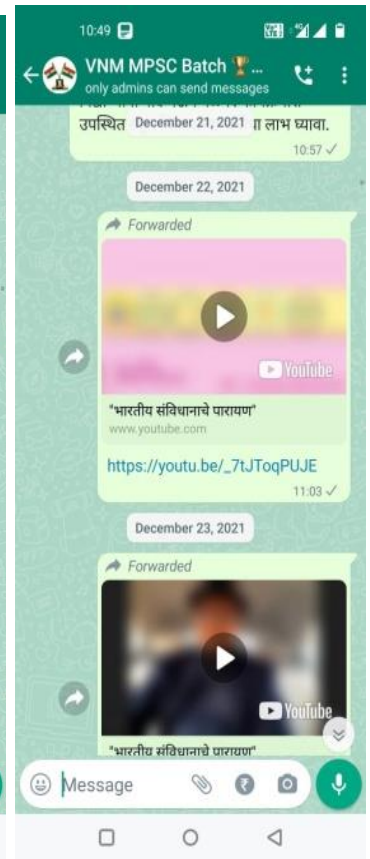 10:49
VNM MPSC Batch 🏆...
only admins can send messages
उपस्थित
December 21, 2021
ा लाभ घ्यावा.
10:57
December 22, 2021
Forwarded
YouTube
"भारतीय संविधानाचे पारायण"
www.youtube.com
https://youtu.be/_7tJToqPUJE
11:03
December 23, 2021
Forwarded
YouTube
"भारतीय संविधानाचे पारायण"
Message